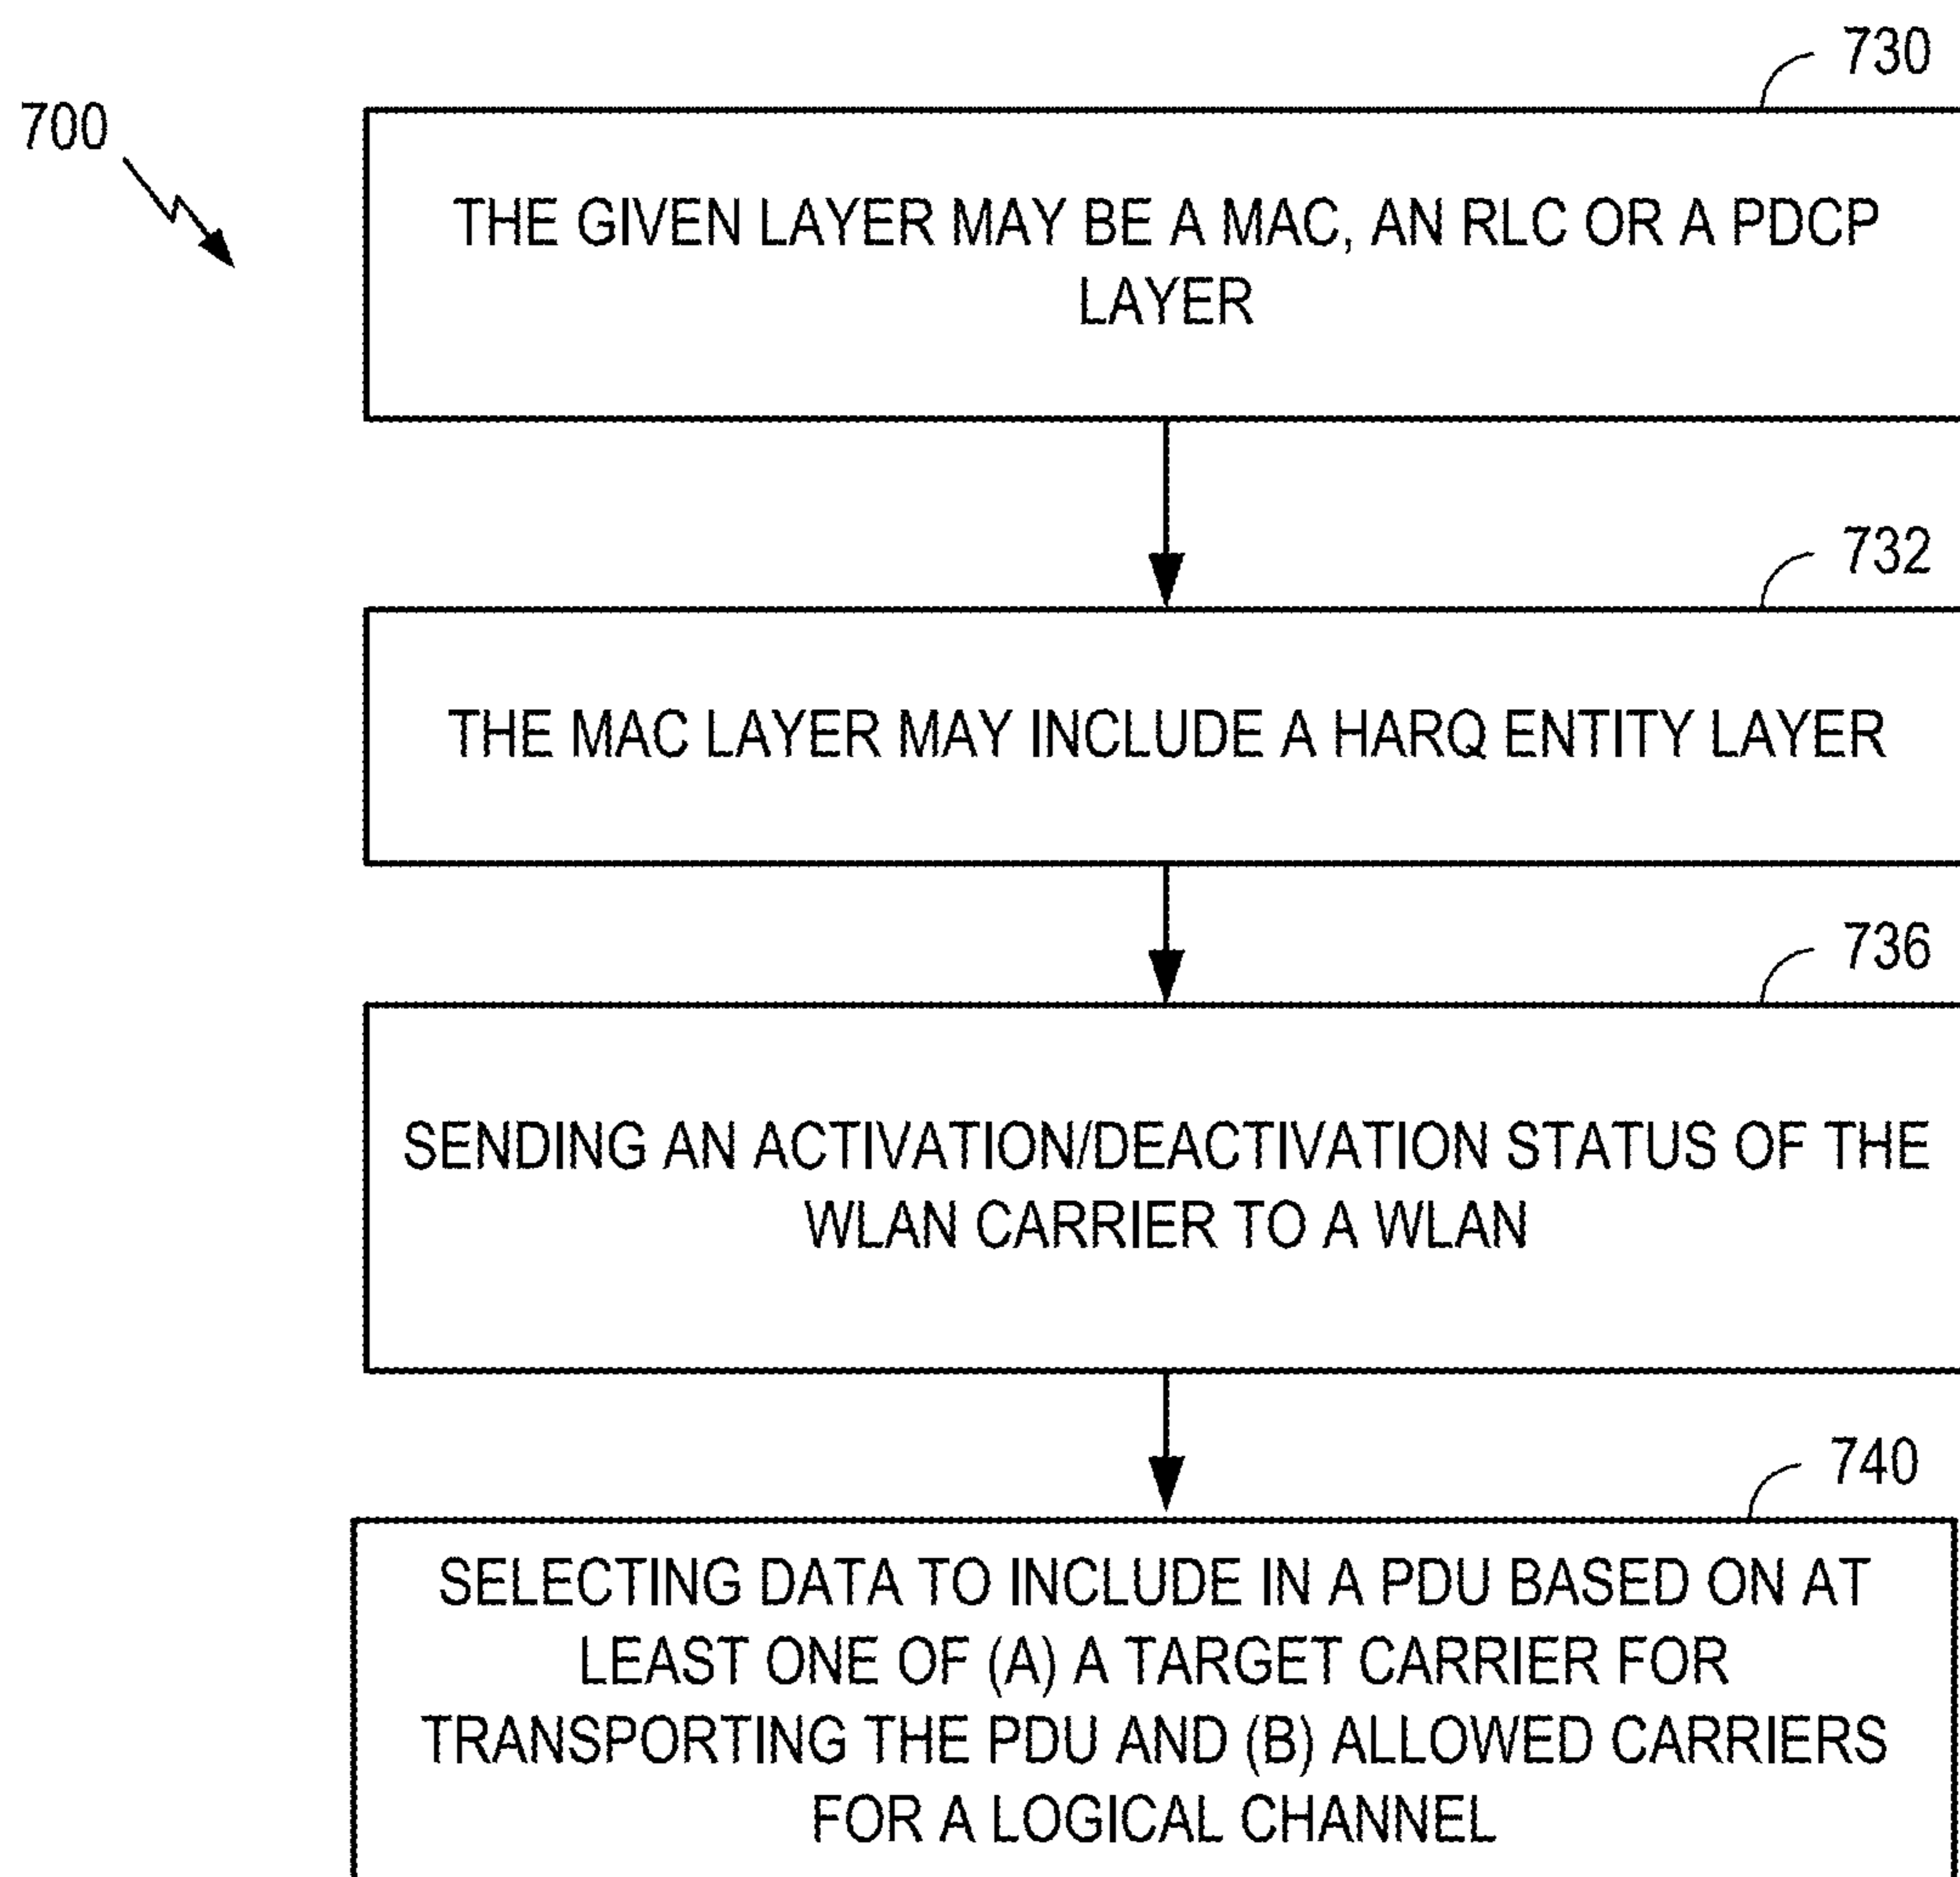 730
700
THE GIVEN LAYER MAY BE A MAC, AN RLC OR A PDCP
LAYER
732
THE MAC LAYER MAY INCLUDE A HARQ ENTITY LAYER
736
SENDING AN ACTIVATION/DEACTIVATION STATUS OF THE
WLAN CARRIER TO A WLAN
740
SELECTING DATA TO INCLUDE IN A PDU BASED ON AT
LEAST ONE OF (A) A TARGET CARRIER FOR
TRANSPORTING THE PDU AND (B) ALLOWED CARRIERS
FOR A LOGICAL CHANNEL